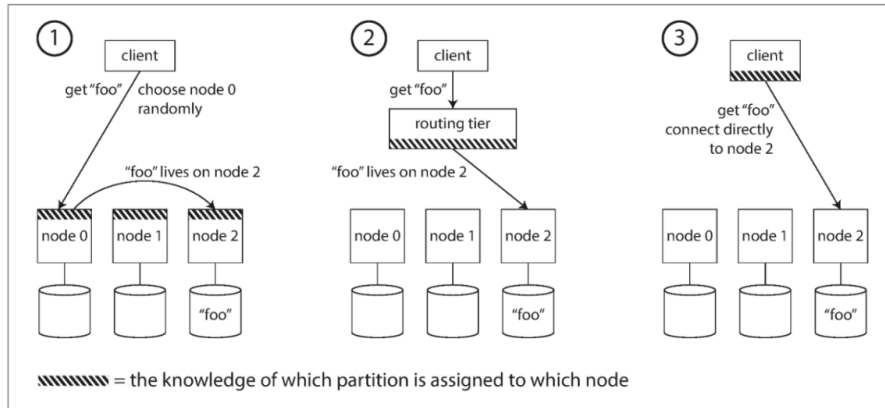 1
client
get “foo”
choose node 0
randomly
“foo” lives on node 2
node 0
node 1
node 2
“foo”
2
client
get “foo”
routing tier
“foo” lives on node 2
node 0
node 1
node 2
“foo”
3
client
get “foo”
connect directly
to node 2
node 0
node 1
node 2
“foo”
= the knowledge of which partition is assigned to which node